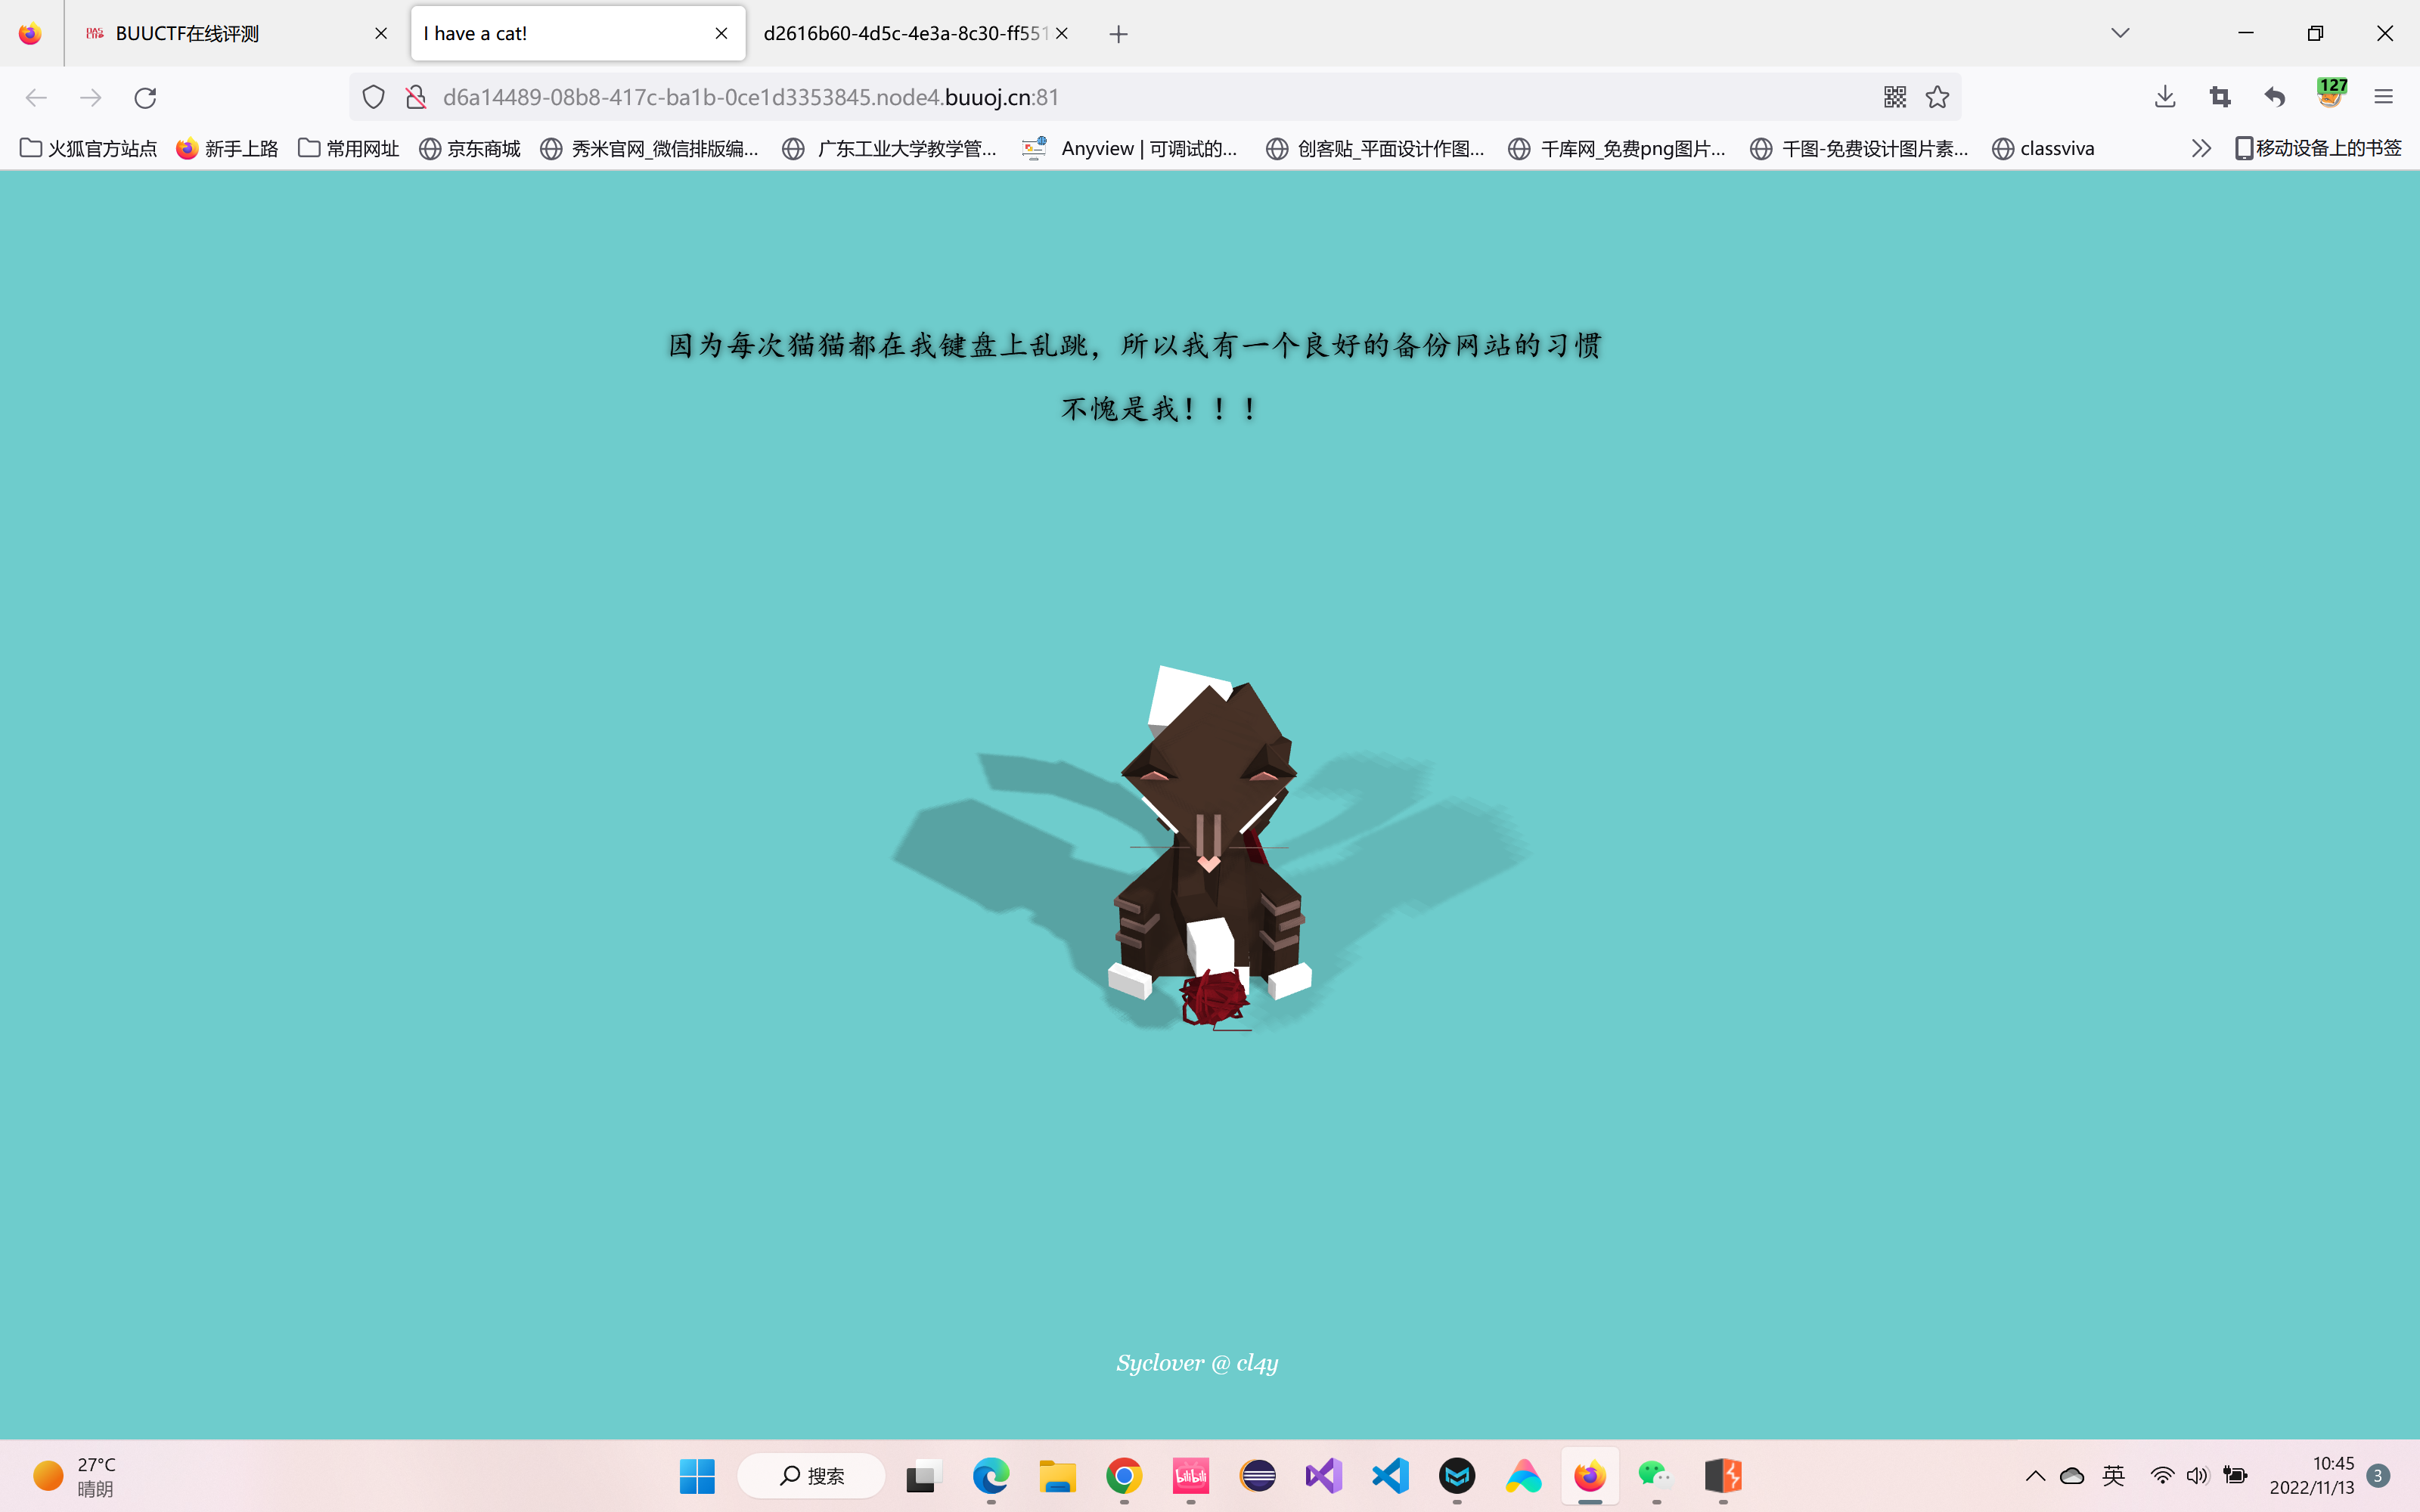 BUUCTF在线评测
I have a cat!
d2616b60-4d5c-4e3a-8c30-ff551
d6a14489-08b8-417c-ba1b-0ce1d3353845.node4.buuoj.cn:81
127
火狐官方站点 新手上路 常用网址 京东商城 秀米官网_微信排版编... 广东工业大学教学管... Anyview | 可调试的... 创客贴_平面设计作图... 千库网_免费png图片... 千图-免费设计图片素... classviva 移动设备上的书签
因为每次猫猫都在我键盘上乱跳，所以我有一个良好的备份网站的习惯
不愧是我！！！
Syclover @ cl4y
27°C
晴朗
搜索
bilibili
英
10:45
2022/11/13
3